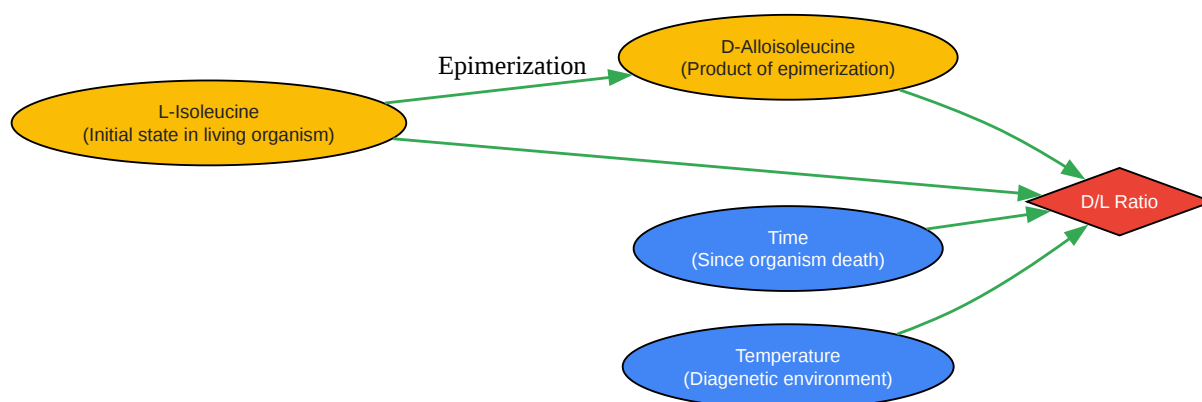 Epimerization
D-Alloisoleucine
(Product of epimerization)
L-Isoleucine
(Initial state in living organism)
D/L Ratio
Time
(Since organism death)
Temperature
(Diagenetic environment)